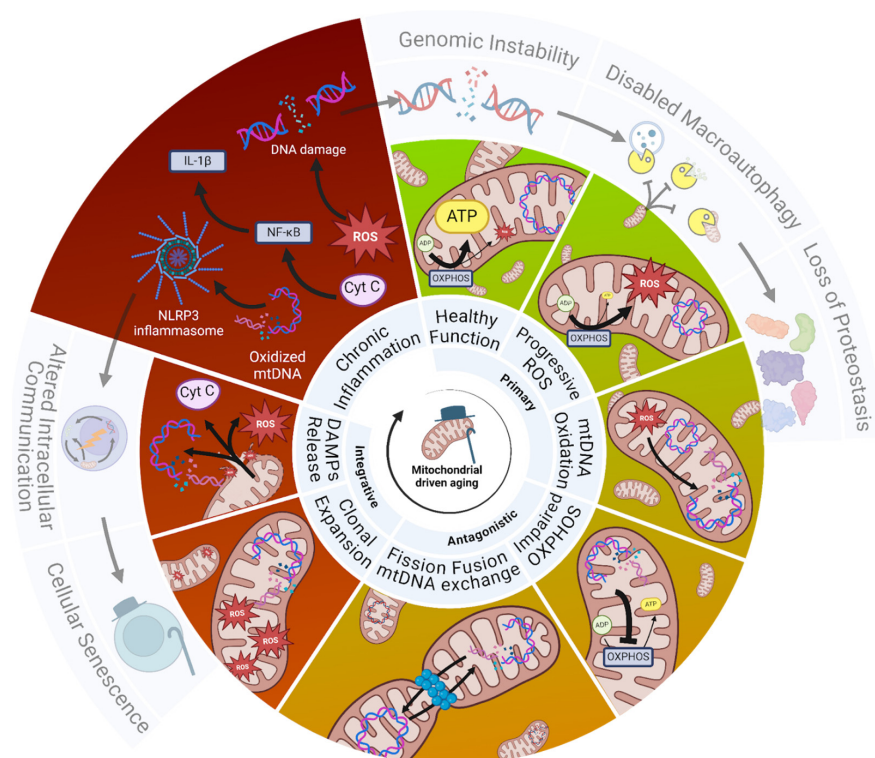 Genomic Instability
Disabled Macroautophagy
Loss of Proteostasis
DNA damage
IL-1β
NF-κB
ROS
Cyt C
NLRP3
inflammasome
Oxidized
mtDNA
ATP
ADP
OXPHOS
ROS
ADP
OXPHOS
Chronic
Inflammation
Healthy
Function
Progressive
ROS
mtDNA
Oxidation
Impaired
OXPHOS
Fission Fusion
mtDNA exchange
Clonal
Expansion
DAMPs
Release
Primary
Antagonistic
Integrative
Mitochondrial
driven aging
ROS
ATP
ADP
OXPHOS
ROS
ROS
ROS
Cyt C
ROS
Altered Intracellular
Communication
Cellular Senescence